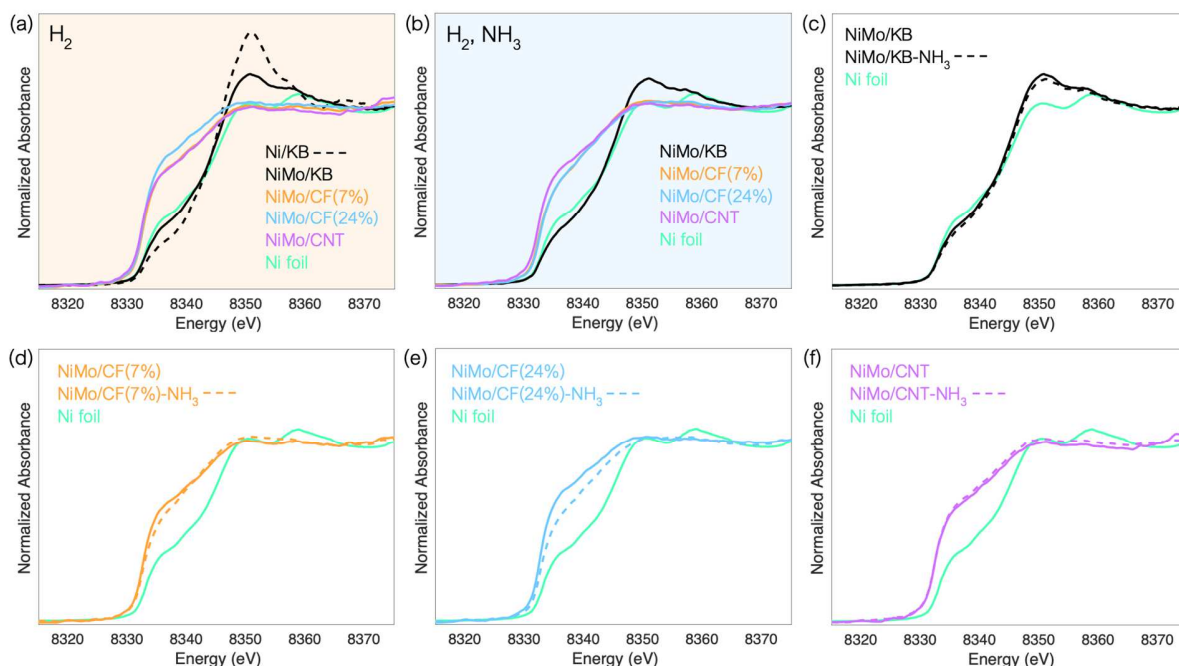 (a)
H2
Ni/KB
NiMo/KB
NiMo/CF(7%)
NiMo/CF(24%)
NiMo/CNT
Ni foil
Normalized Absorbance
8320 8330 8340 8350 8360 8370
Energy (eV)
(b)
H2, NH3
NiMo/KB
NiMo/CF(7%)
NiMo/CF(24%)
NiMo/CNT
Ni foil
Normalized Absorbance
8320 8330 8340 8350 8360 8370
Energy (eV)
(c)
NiMo/KB
NiMo/KB-NH3
Ni foil
Normalized Absorbance
8320 8330 8340 8350 8360 8370
Energy (eV)
(d)
NiMo/CF(7%)
NiMo/CF(7%)-NH3
Ni foil
Normalized Absorbance
8320 8330 8340 8350 8360 8370
Energy (eV)
(e)
NiMo/CF(24%)
NiMo/CF(24%)-NH3
Ni foil
Normalized Absorbance
8320 8330 8340 8350 8360 8370
Energy (eV)
(f)
NiMo/CNT
NiMo/CNT-NH3
Ni foil
Normalized Absorbance
8320 8330 8340 8350 8360 8370
Energy (eV)